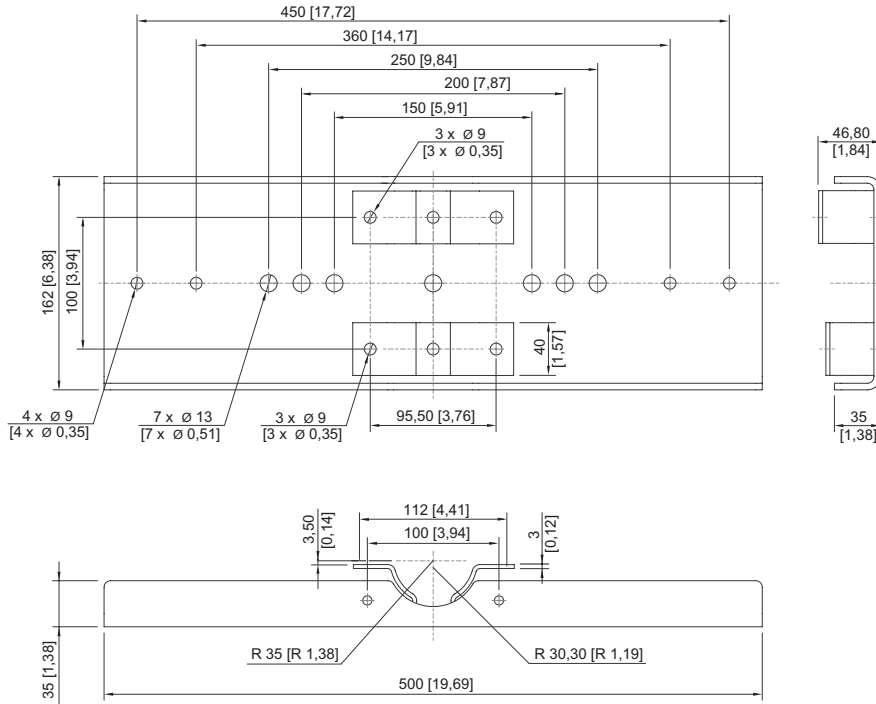 450 [17,72]
360 [14,17]
250 [9,84]
200 [7,87]
150 [5,91]
3 x Ø 9
[3 x Ø 0,35]
46,80
[1,84]
162 [6,38]
100 [3,94]
40
[1,57]
4 x Ø 9
[4 x Ø 0,35]
7 x Ø 13
[7 x Ø 0,51]
3 x Ø 9
[3 x Ø 0,35]
95,50 [3,76]
35
[1,38]
3,50
[0,14]
112 [4,41]
100 [3,94]
3
[0,12]
35 [1,38]
R 35 [R 1,38]
R 30,30 [R 1,19]
500 [19,69]